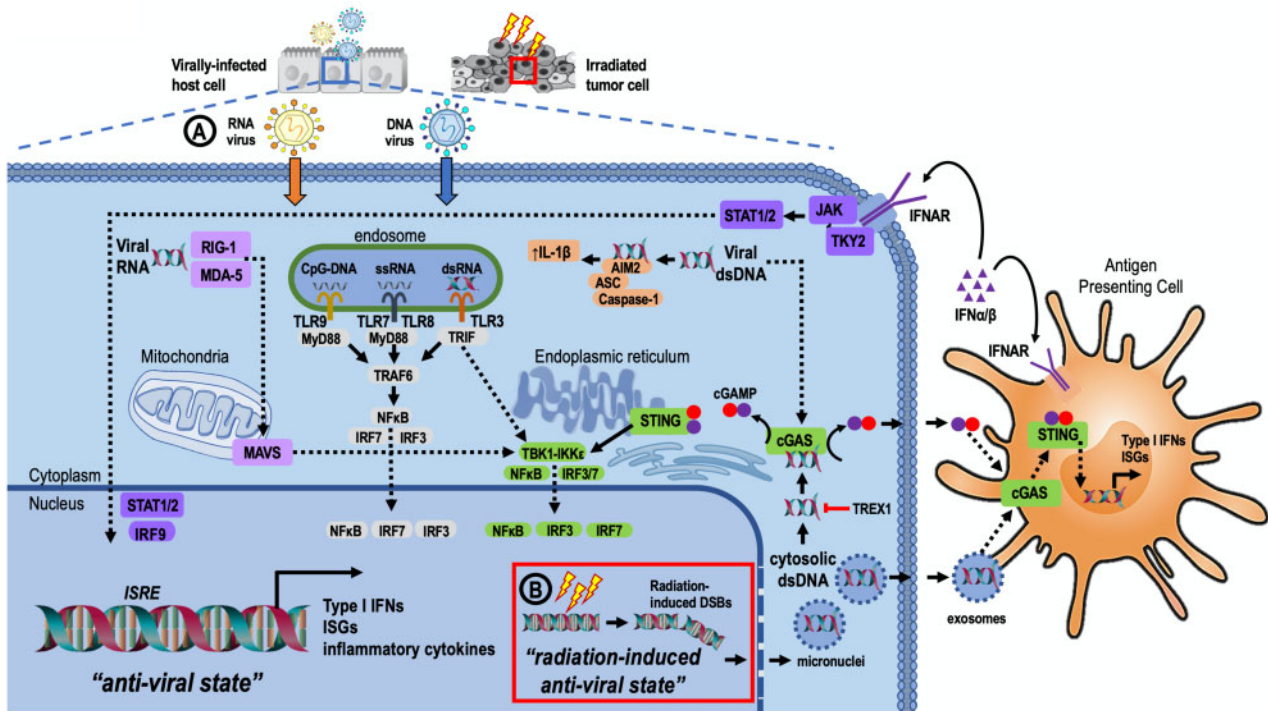 Virally-infected
host cell
Irradiated
tumor cell
A
RNA
virus
DNA
virus
STAT1/2
JAK
TKY2
IFNAR
Viral
RNA
RIG-1
MDA-5
endosome
CpG-DNA
ssRNA
dsRNA
TLR9
TLR7
TLR8
TLR3
MyD88
MyD88
TRIF
TRAF6
NFκB
IRF7
IRF3
↑IL-1β
AIM2
ASC
Caspase-1
Viral
dsDNA
IFNα/β
Antigen
Presenting Cell
IFNAR
Mitochondria
MAVS
Endoplasmic reticulum
STING
TBK1-IKKε
NFκB
IRF3/7
cGAMP
cGAS
TREX1
cytosolic
dsDNA
micronuclei
exosomes
STING
cGAS
Type I IFNs
ISGs
Cytoplasm
Nucleus
STAT1/2
IRF9
NFκB
IRF7
IRF3
NFκB
IRF3
IRF7
ISRE
Type I IFNs
ISGs
inflammatory cytokines
“anti-viral state”
B
Radiation-
induced DSBs
“radiation-induced
anti-viral state”